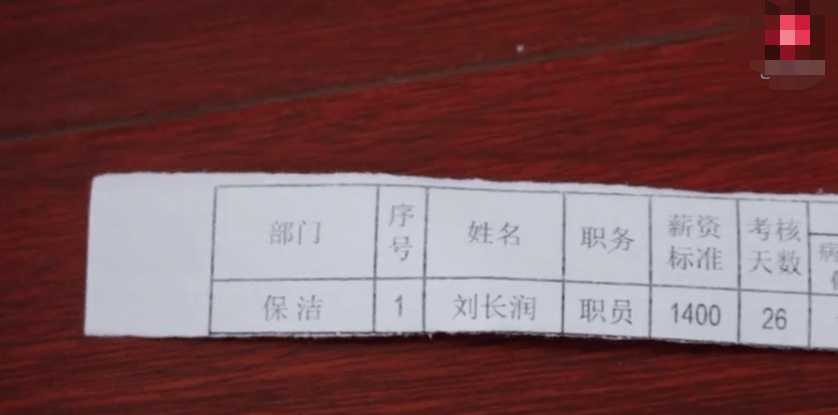 部门 序号 姓名 职务 薪资标准 考核天数 病
保洁 1 刘长润 职员 1400 26